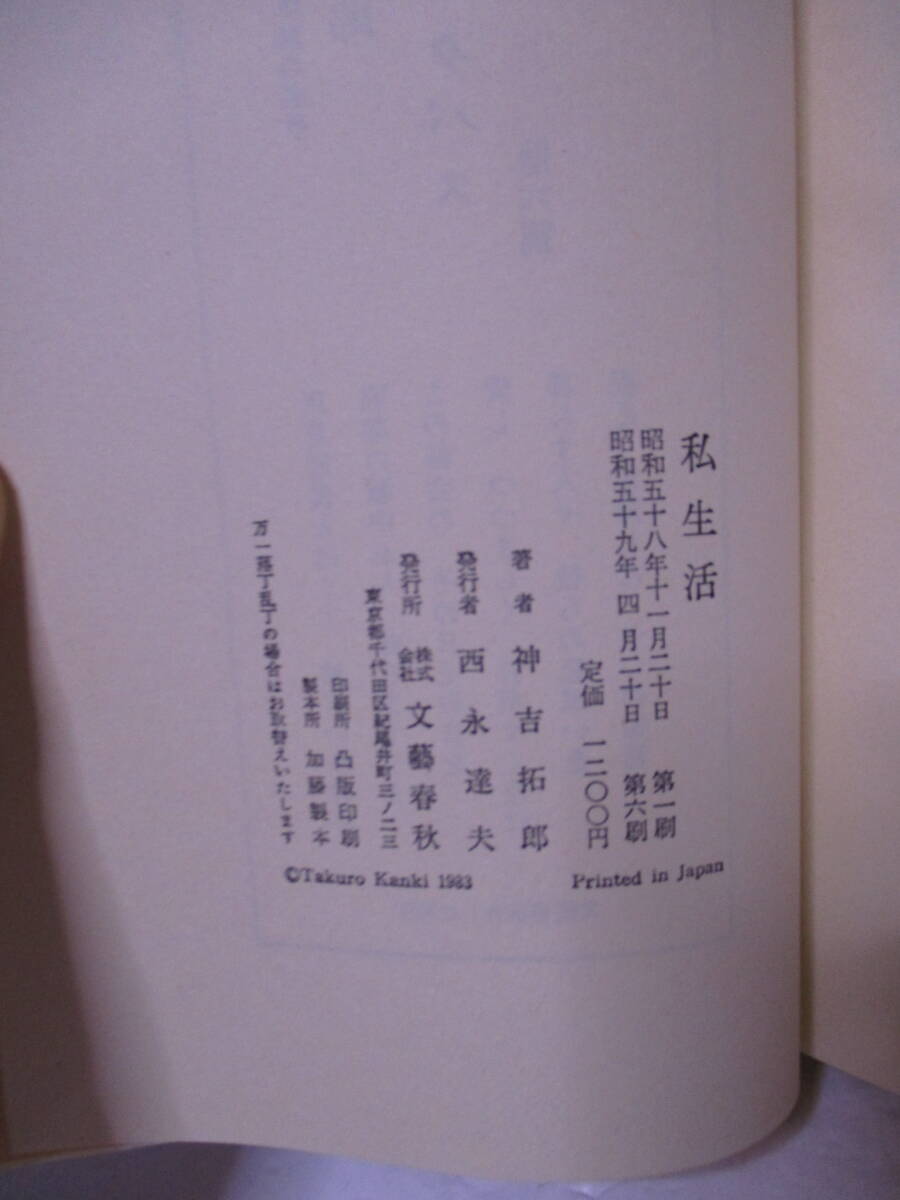 私生活
昭和五十八年十一月二十日 第一刷
昭和五十九年 四 月二十日 第六刷
定価 一二〇〇円
著者 神吉拓郎
発行者 西永達夫
発行所 株式会社 文藝春秋
東京都千代田区紀尾井町三ノ二三
印刷所 凸版印刷
製本所 加藤製本
万一落丁乱丁の場合はお取替えいたします
©Takuro Kanki 1983
Printed in Japan